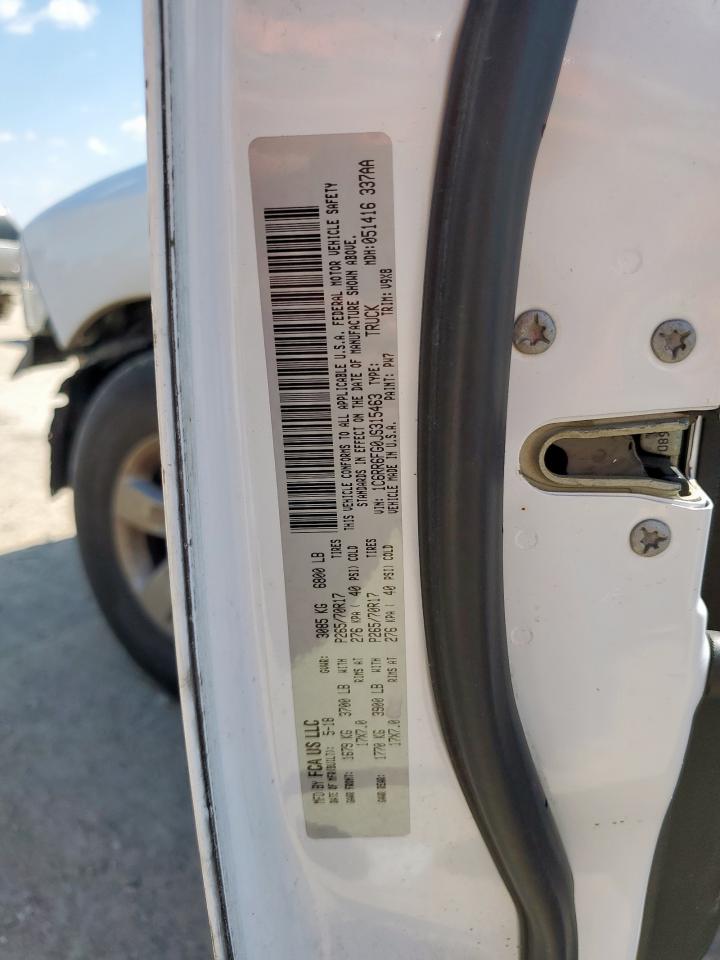 MFD BY FCA US LLC
DATE OF MFR(BUILT): 5-18 GVWR: 3085 KG 6800 LB
GAWR FRONT: 1679 KG 3700 LB WITH P265/70R17 TIRES
17X7.0 RIMS AT 276 KPA ( 40 PSI) COLD
GAWR REAR: 1770 KG 3900 LB WITH P265/70R17 TIRES
17X7.0 RIMS AT 276 KPA ( 40 PSI) COLD
THIS VEHICLE CONFORMS TO ALL APPLICABLE U.S.A. FEDERAL MOTOR VEHICLE SAFETY
STANDARDS IN EFFECT ON THE DATE OF MANUFACTURE SHOWN ABOVE.
VIN: 1C6RR6FG0JS315463 TYPE: TRUCK MDH:051416 337AA
VEHICLE MADE IN U.S.A. PAINT: PW7 TRIM: V9X8